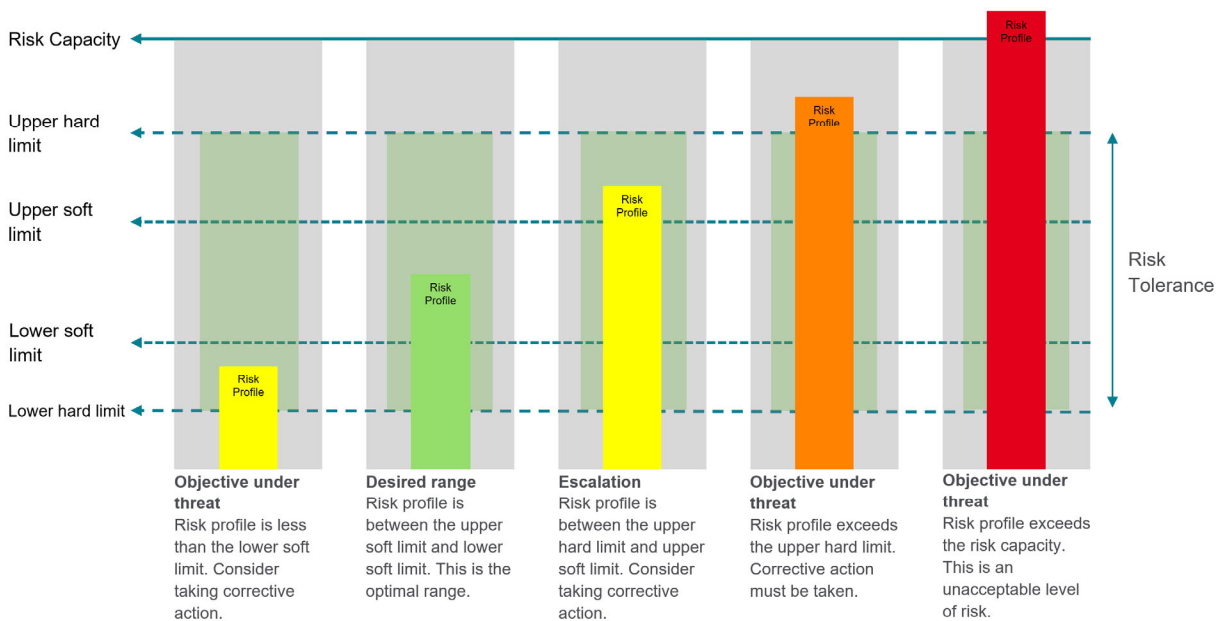 Risk Capacity
Upper hard
limit
Upper soft
limit
Lower soft
limit
Lower hard limit
Risk
Profile
Risk
Profile
Risk
Profile
Risk
Profile
Risk
Profile
Risk
Tolerance
Objective under
threat
Risk profile is less
than the lower soft
limit. Consider
taking corrective
action.
Desired range
Risk profile is
between the upper
soft limit and lower
soft limit. This is the
optimal range.
Escalation
Risk profile is
between the upper
hard limit and upper
soft limit. Consider
taking corrective
action.
Objective under
threat
Risk profile exceeds
the upper hard limit.
Corrective action
must be taken.
Objective under
threat
Risk profile exceeds
the risk capacity.
This is an
unacceptable level
of risk.